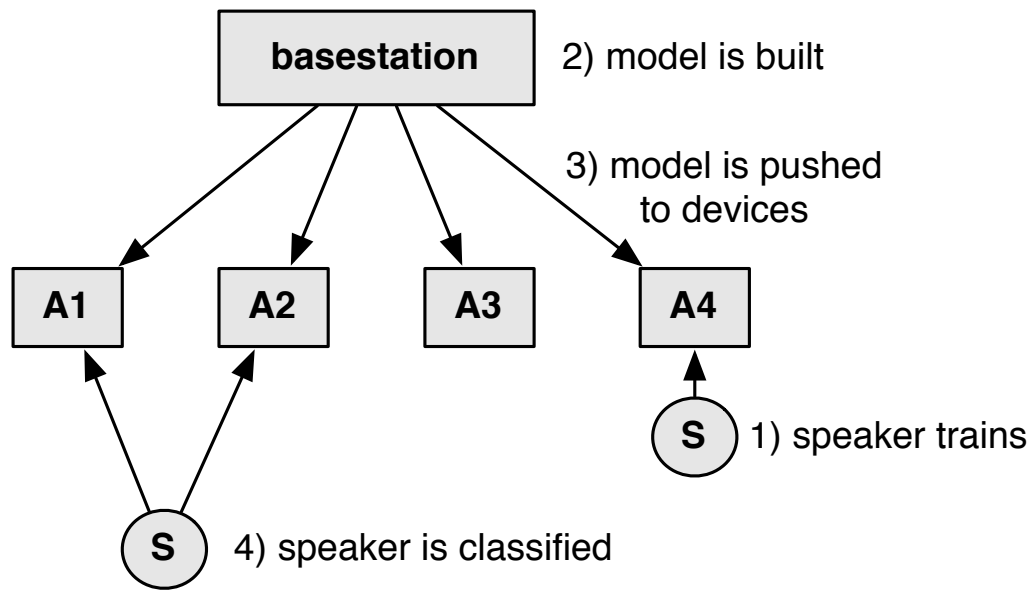 basestation
2) model is built
3) model is pushed
to devices
A1
A2
A3
A4
S
1) speaker trains
S
4) speaker is classified